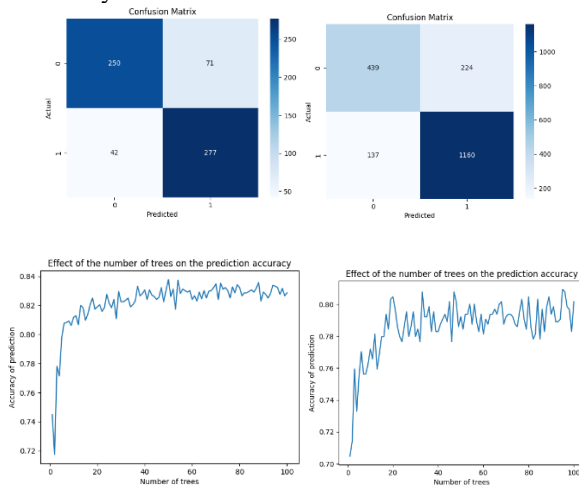 Confusion Matrix
250 71
42 277
0
1
Actual
0 1
Predicted
250
200
150
100
50
Confusion Matrix
439 224
137 1160
0
1
Actual
0 1
Predicted
1000
800
600
400
200
Effect of the number of trees on the prediction accuracy
0.84
0.82
0.80
0.78
0.76
0.74
0.72
Accuracy of prediction
0 20 40 60 80 100
Number of trees
Effect of the number of trees on the prediction accuracy
0.80
0.78
0.76
0.74
0.72
0.70
Accuracy of prediction
0 20 40 60 80 100
Number of trees